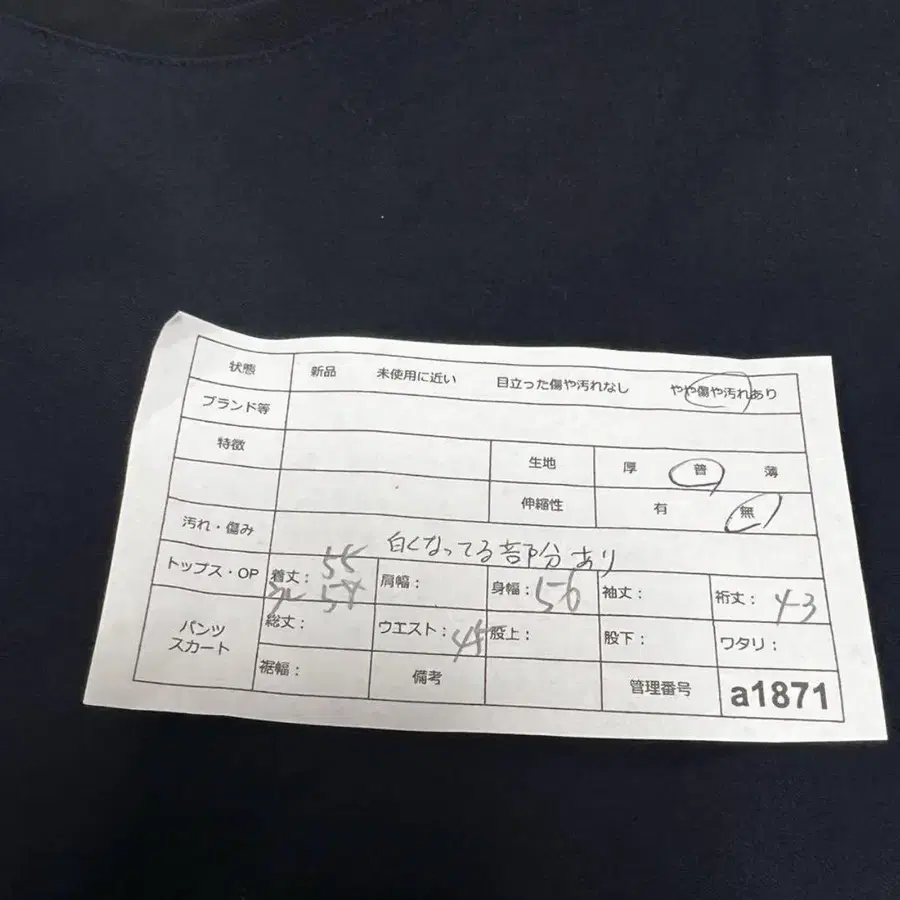 状態 新品 未使用に近い 目立った傷や汚れなし やや傷や汚れあり
ブランド等
特徴 生地 厚 普 薄
伸縮性 有 無
汚れ・傷み 白くなってる部分あり
トップス・OP 着丈: 55 肩幅: 身幅: 56 袖丈: 裄丈: 43
58
パンツ スカート 総丈: ウエスト: 45 股上: 股下: ワタリ:
裾幅: 備考 管理番号 a1871